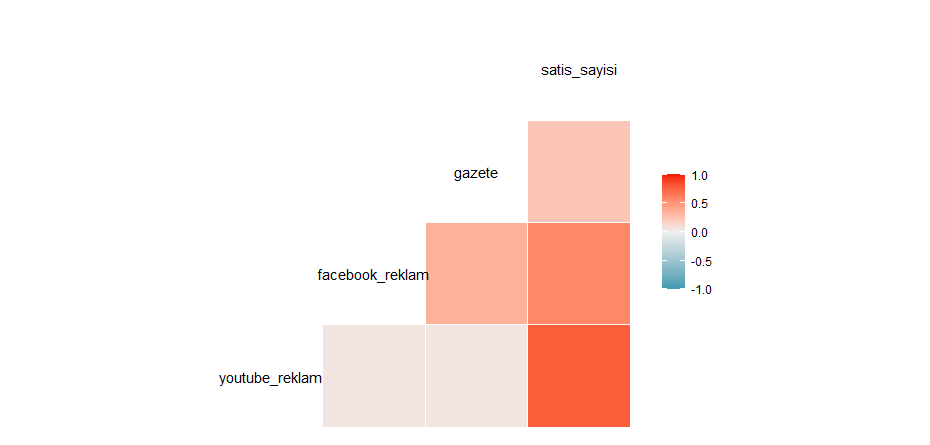 satis_sayisi
gazete
1.0
0.5
0.0
-0.5
-1.0
facebook_reklam
youtube_reklam